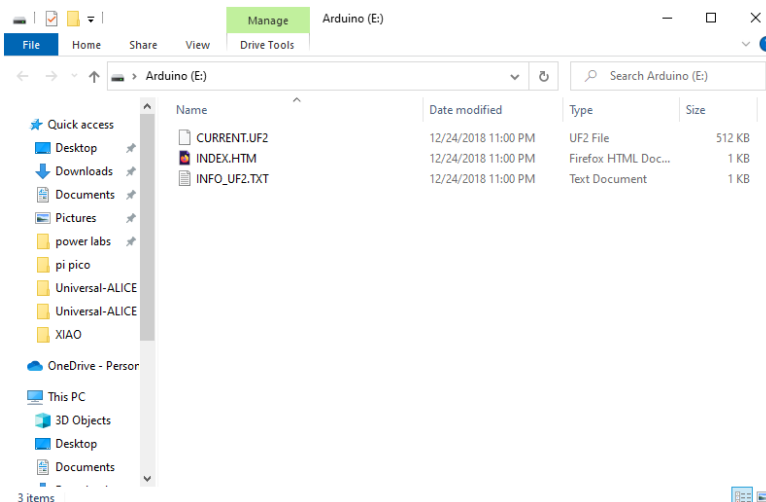 Manage Arduino (E:)
File Home Share View Drive Tools
Arduino (E:) Search Arduino (E:)
Name Date modified Type Size
Quick access
Desktop
Downloads
Documents
Pictures
power labs
pi pico
Universal-ALICE
Universal-ALICE
XIAO
OneDrive - Person
This PC
3D Objects
Desktop
Documents
CURRENT.UF2 12/24/2018 11:00 PM UF2 File 512 KB
INDEX.HTM 12/24/2018 11:00 PM Firefox HTML Doc... 1 KB
INFO_UF2.TXT 12/24/2018 11:00 PM Text Document 1 KB
3 items